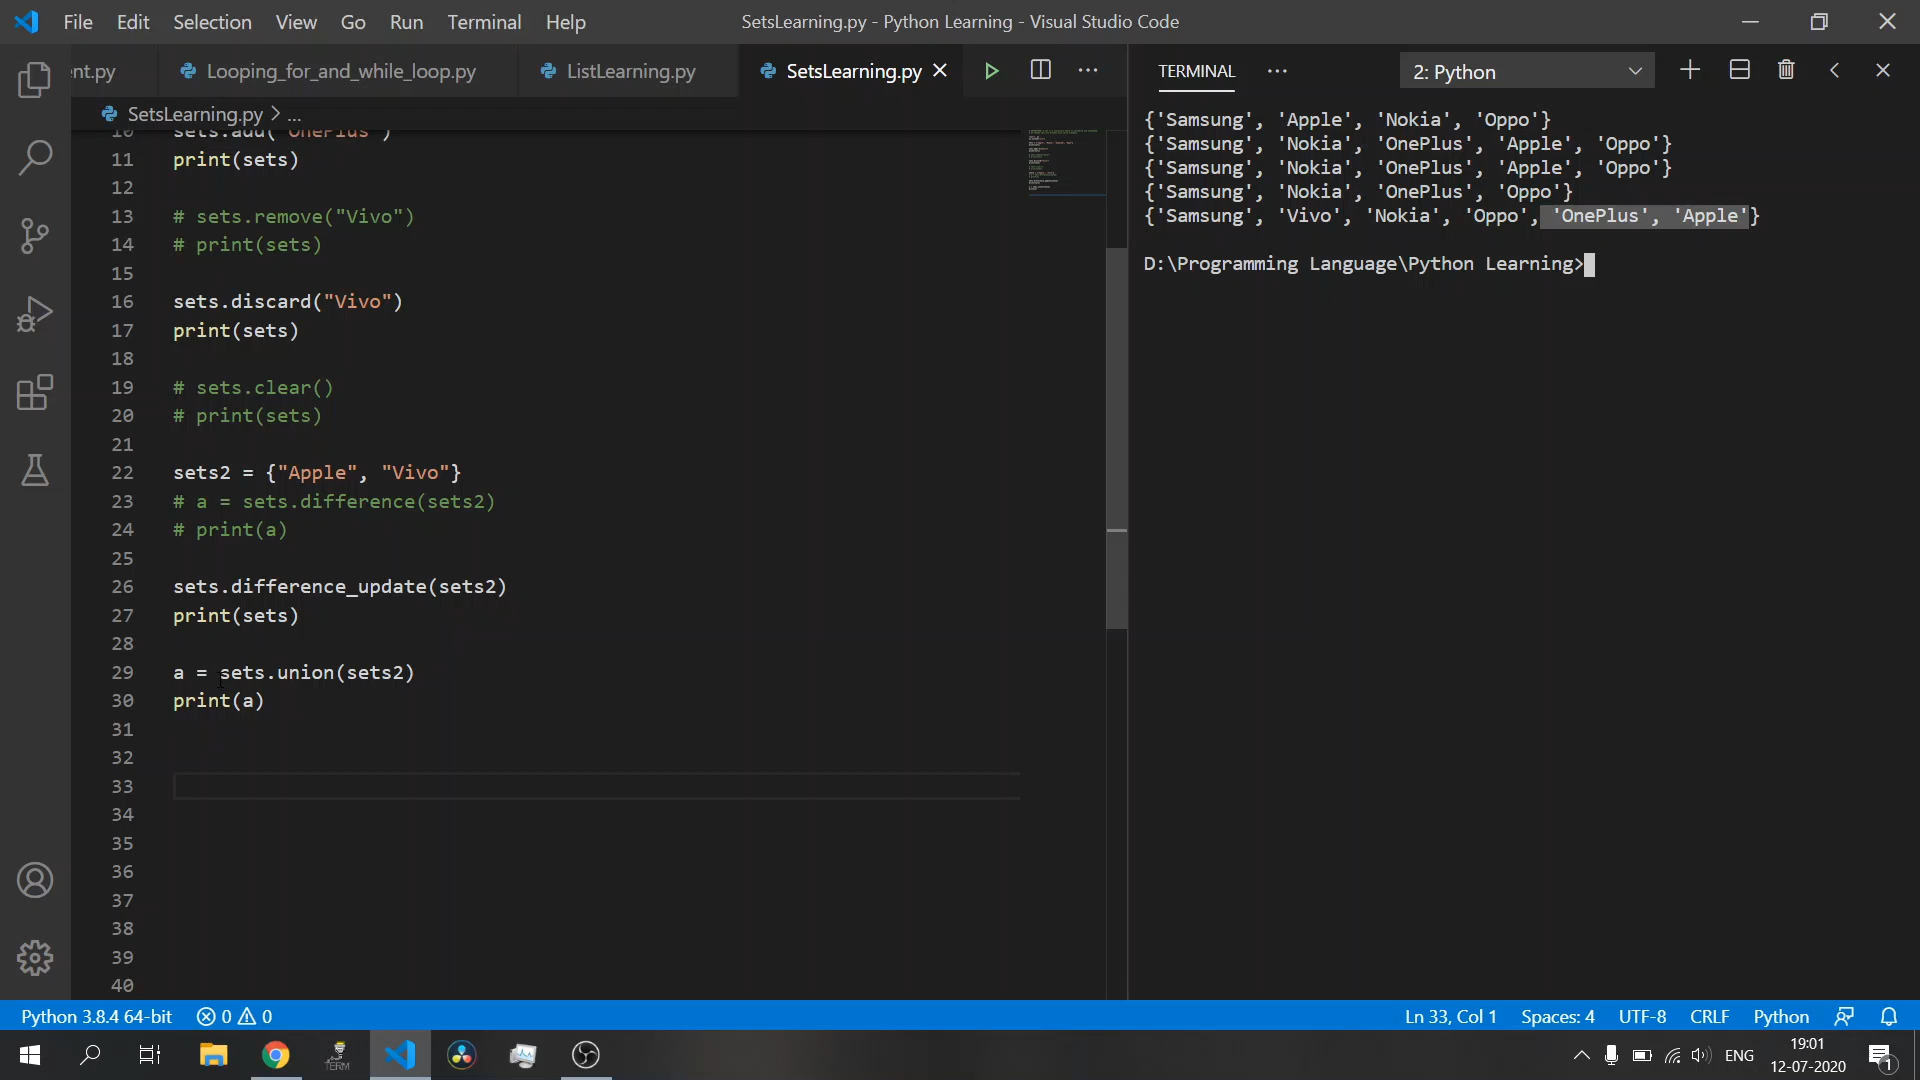 File Edit Selection View Go Run Terminal Help
SetsLearning.py - Python Learning - Visual Studio Code
nt.py
Looping_for_and_while_loop.py
ListLearning.py
SetsLearning.py
SetsLearning.py > ...
10 sets.add("OnePlus")
11 print(sets)
12
13 # sets.remove("Vivo")
14 # print(sets)
15
16 sets.discard("Vivo")
17 print(sets)
18
19 # sets.clear()
20 # print(sets)
21
22 sets2 = {"Apple", "Vivo"}
23 # a = sets.difference(sets2)
24 # print(a)
25
26 sets.difference_update(sets2)
27 print(sets)
28
29 a = sets.union(sets2)
30 print(a)
31
32
33
34
35
36
37
38
39
40
TERMINAL
2: Python
{'Samsung', 'Apple', 'Nokia', 'Oppo'}
{'Samsung', 'Nokia', 'OnePlus', 'Apple', 'Oppo'}
{'Samsung', 'Nokia', 'OnePlus', 'Apple', 'Oppo'}
{'Samsung', 'Nokia', 'OnePlus', 'Oppo'}
{'Samsung', 'Vivo', 'Nokia', 'Oppo', 'OnePlus', 'Apple'}
D:\Programming Language\Python Learning>
Python 3.8.4 64-bit 0 0
Ln 33, Col 1 Spaces: 4 UTF-8 CRLF Python
TERM
ENG
19:01
12-07-2020
1